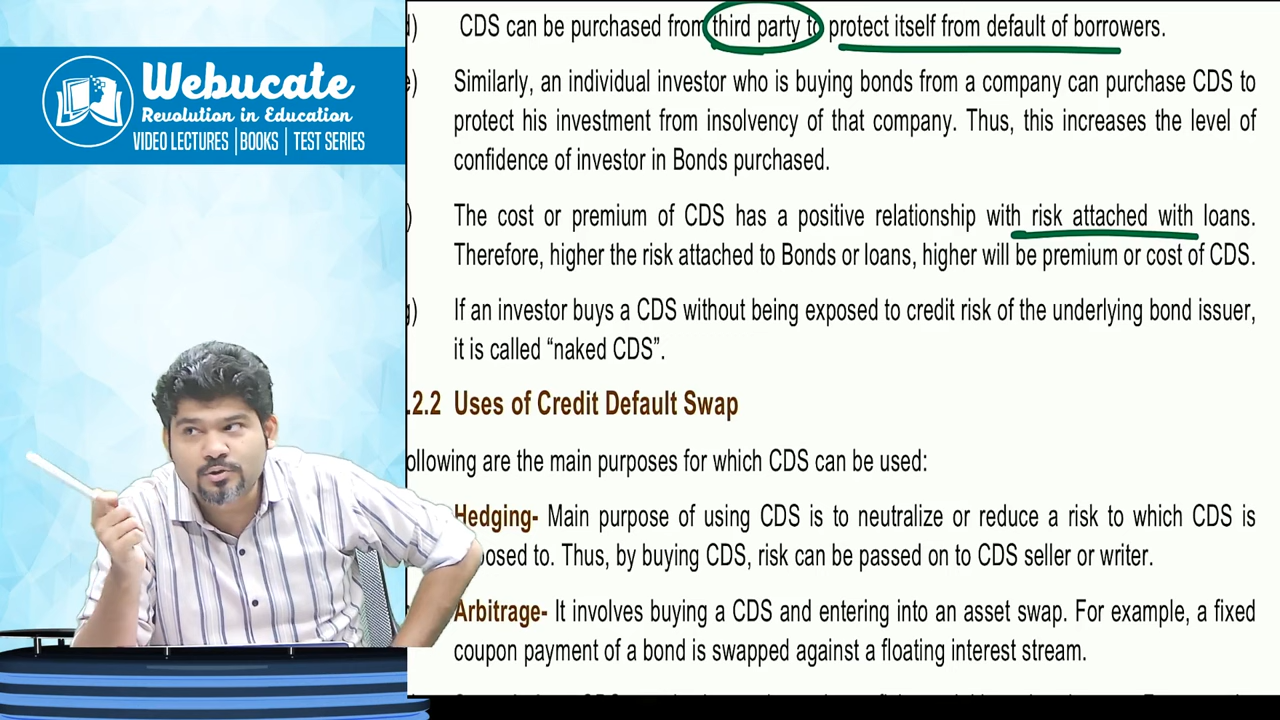 Webucate
Revolution in Education
VIDEO LECTURES | BOOKS | TEST SERIES
) CDS can be purchased from third party to protect itself from default of borrowers.
) Similarly, an individual investor who is buying bonds from a company can purchase CDS to
protect his investment from insolvency of that company. Thus, this increases the level of
confidence of investor in Bonds purchased.
) The cost or premium of CDS has a positive relationship with risk attached with loans.
Therefore, higher the risk attached to Bonds or loans, higher will be premium or cost of CDS.
) If an investor buys a CDS without being exposed to credit risk of the underlying bond issuer,
it is called “naked CDS”.
.2.2 Uses of Credit Default Swap
ollowing are the main purposes for which CDS can be used:
Hedging- Main purpose of using CDS is to neutralize or reduce a risk to which CDS is
posed to. Thus, by buying CDS, risk can be passed on to CDS seller or writer.
Arbitrage- It involves buying a CDS and entering into an asset swap. For example, a fixed
coupon payment of a bond is swapped against a floating interest stream.